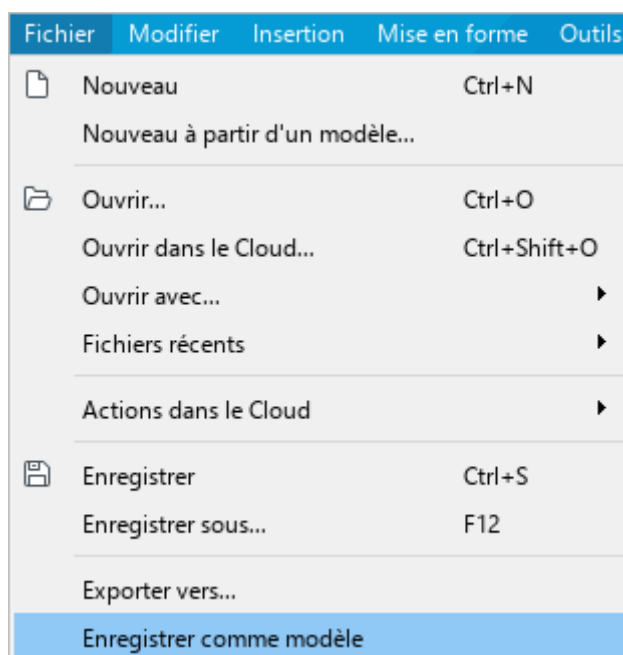 Fichier Modifier Insertion Mise en forme Outils
Nouveau Ctrl+N
Nouveau à partir d'un modèle...
Ouvrir... Ctrl+O
Ouvrir dans le Cloud... Ctrl+Shift+O
Ouvrir avec...
Fichiers récents
Actions dans le Cloud
Enregistrer Ctrl+S
Enregistrer sous... F12
Exporter vers...
Enregistrer comme modèle